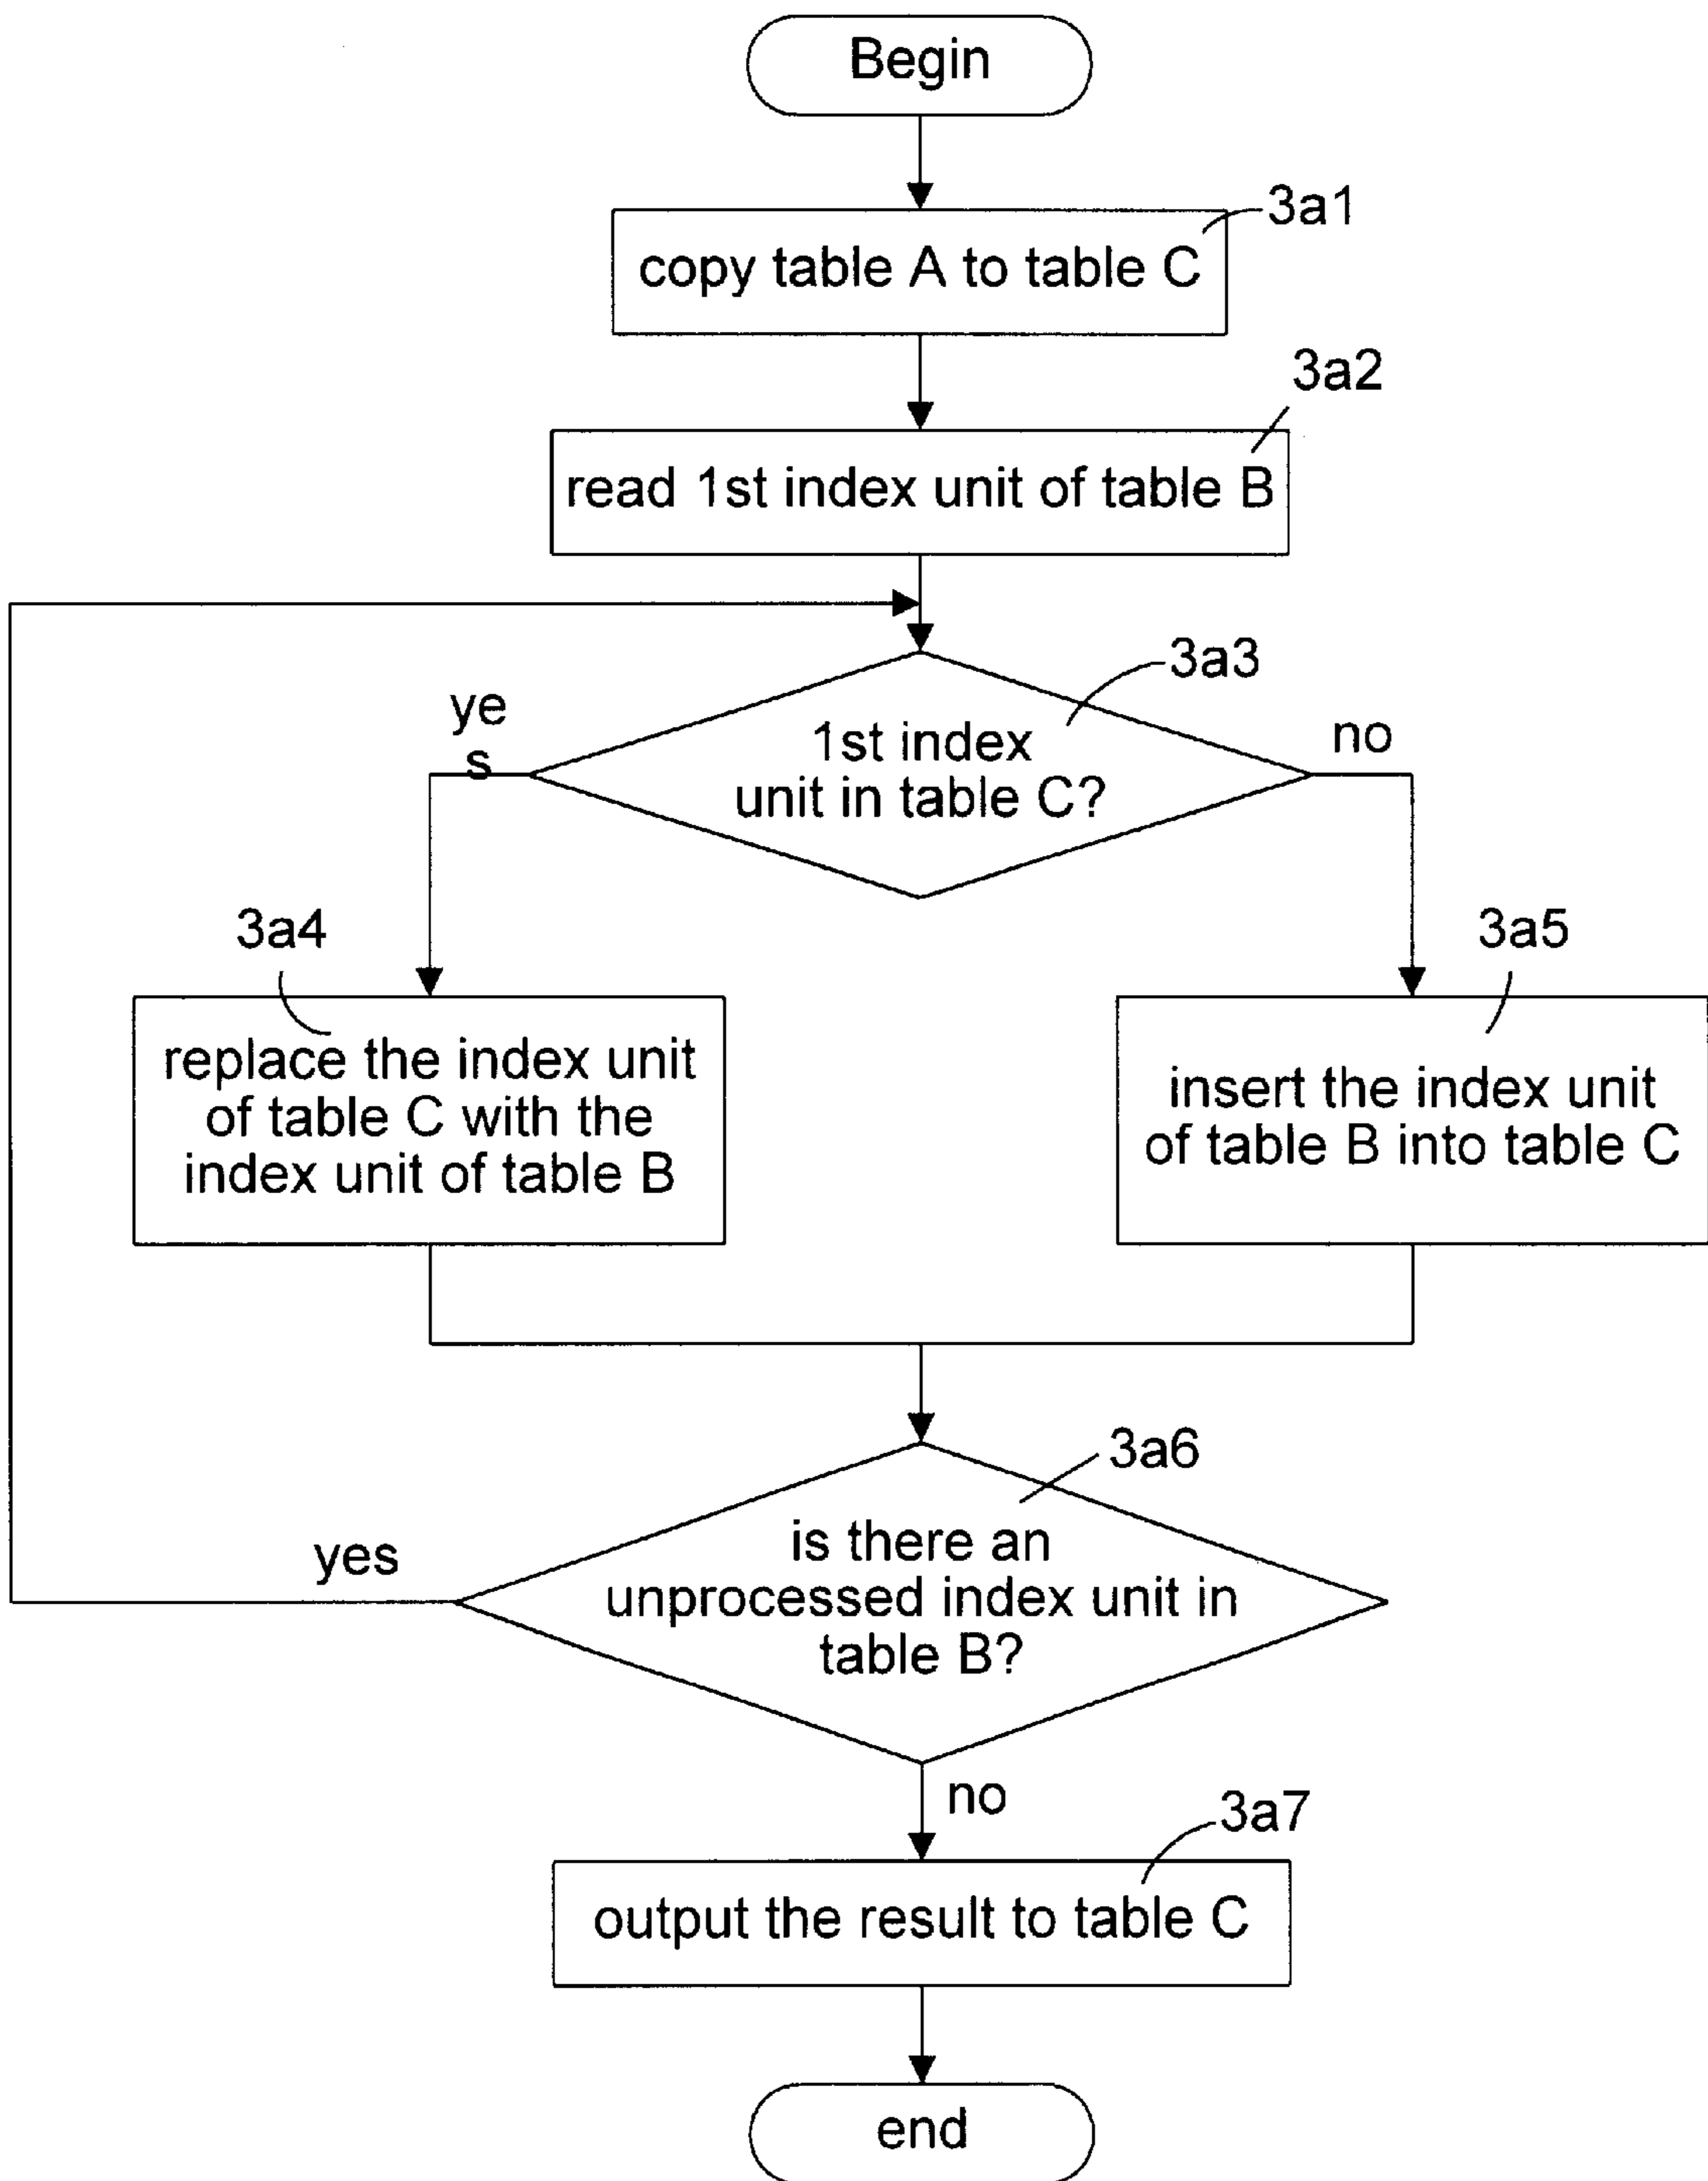 Begin
3a1
copy table A to table C
3a2
read 1st index unit of table B
3a3
ye
s
no
1st index
unit in table C?
3a4
3a5
replace the index unit
of table C with the
index unit of table B
insert the index unit
of table B into table C
3a6
yes
is there an
unprocessed index unit in
table B?
no
3a7
output the result to table C
end